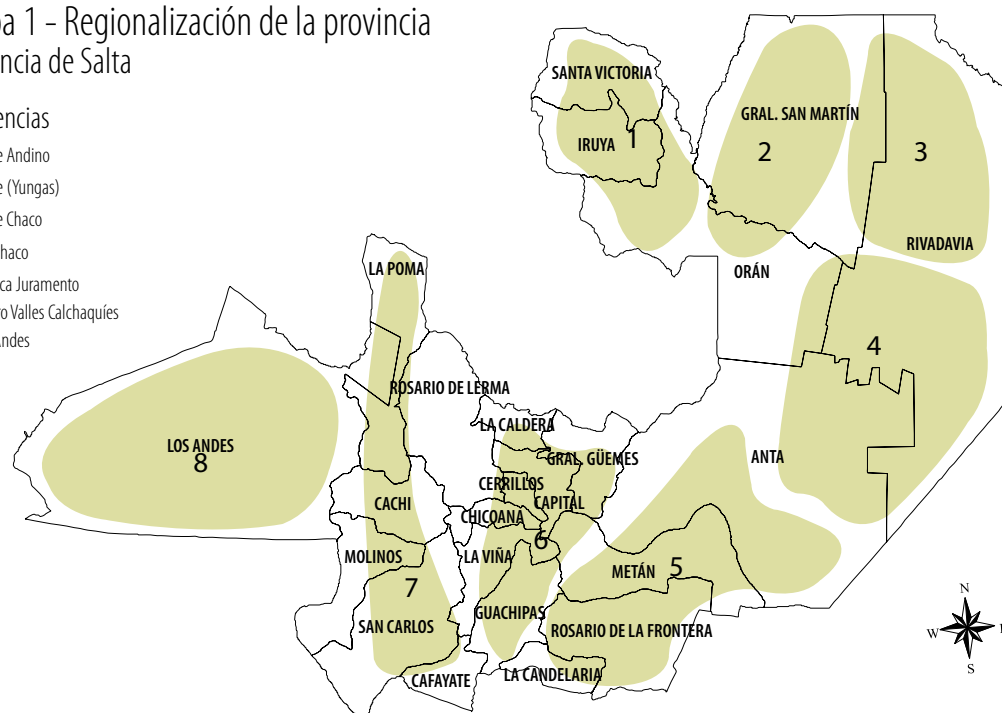 a 1 - Regionalización de la provincia
ncia de Salta
encias
e Andino
e (Yungas)
e Chaco
haco
ca Juramento
ro Valles Calchaquíes
Andes
SANTA VICTORIA
IRUYA 1
GRAL. SAN MARTÍN
2
3
RIVADAVIA
ORÁN
LA POMA
4
ROSARIO DE LERMA
LA CALDERA
LOS ANDES
8
GRAL. GÜEMES
ANTA
CERRILLOS
CACHI
CAPITAL
CHICOANA
6
MOLINOS
LA VIÑA
METÁN 5
7
GUACHIPAS
SAN CARLOS
ROSARIO DE LA FRONTERA
CAFAYATE
LA CANDELARIA
N
W
S